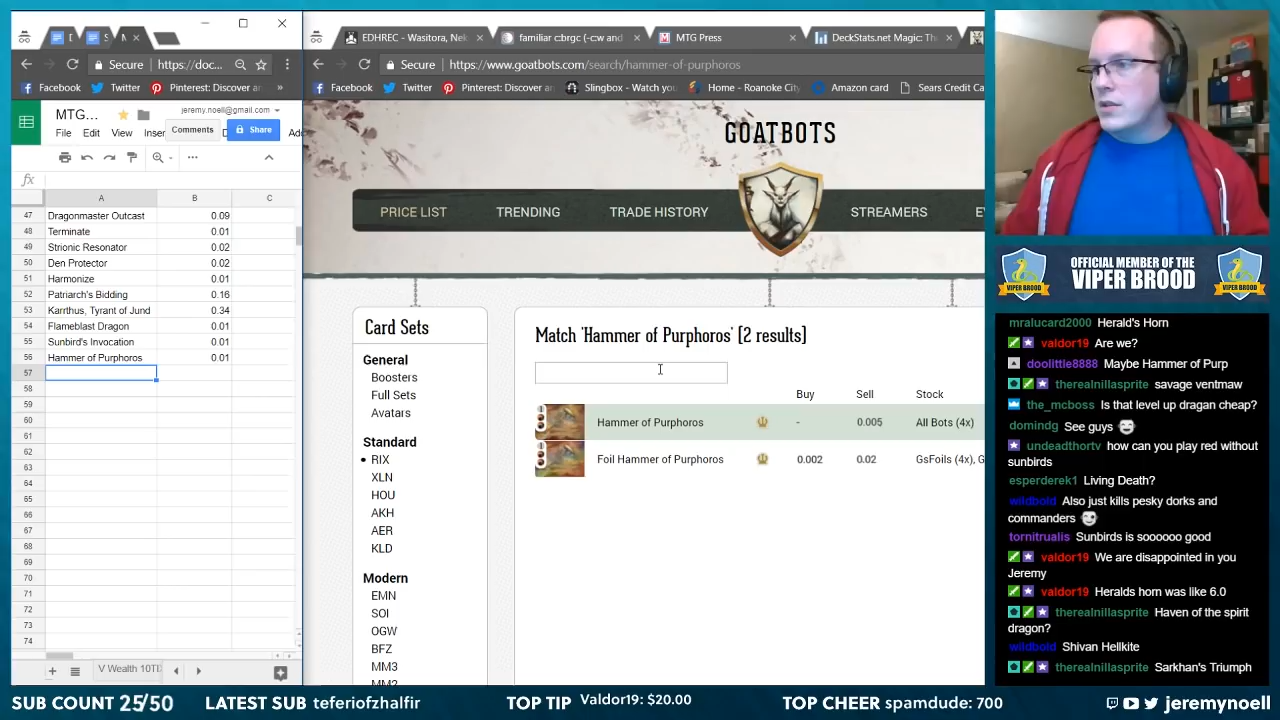 EDHREC - Wasitora, Nek
familiar c:brgc (-c:w or
MTG Press
DeckStats.net Magic: The
Secure
https://doc...
Secure
https://www.goatbots.com/search/hammer-of-purphoros
Facebook Twitter Pinterest: Discover an »
Facebook Twitter Pinterest: Discover an Slingbox - Watch you Home - Roanoke City Amazon card Sears Credit Ca
MTG...
jeremy.noell@gmail.com
File Edit View Inser
Comments
Share
fx
A B C
47 Dragonmaster Outcast 0.09
48 Terminate 0.01
49 Strionic Resonator 0.02
50 Den Protector 0.02
51 Harmonize 0.01
52 Patriarch's Bidding 0.16
53 Karrthus, Tyrant of Jund 0.34
54 Flameblast Dragon 0.01
55 Sunbird's Invocation 0.01
56 Hammer of Purphoros 0.01
57
58
59
60
61
62
63
64
65
66
67
68
69
70
71
72
73
74
V Wealth 10TI
GOATBOTS
PRICE LIST TRENDING TRADE HISTORY STREAMERS
Card Sets
General
Boosters
Full Sets
Avatars
Standard
RIX
XLN
HOU
AKH
AER
KLD
Modern
EMN
SOI
OGW
BFZ
MM3
MM2
Match 'Hammer of Purphoros' (2 results)
Buy Sell Stock
Hammer of Purphoros - 0.005 All Bots (4x)
Foil Hammer of Purphoros 0.002 0.02 GsFoils (4x), G
OFFICIAL MEMBER OF THE
VIPER BROOD
VIPER BROOD
VIPER BROOD
mralucard2000 Herald's Horn
valdor19 Are we?
doolittle8888 Maybe Hammer of Purp
therealnillasprite savage ventmaw
the_mcboss Is that level up dragan cheap?
domindg See guys
undeadthortv how can you play red without
sunbirds
esperderek1 Living Death?
wildbold Also just kills pesky dorks and
commanders
tornitrualis Sunbirds is soooooo good
valdor19 We are disappointed in you
Jeremy
valdor19 Heralds horn was like 6.0
therealnillasprite Haven of the spirit
dragon?
wildbold Shivan Hellkite
therealnillasprite Sarkhan's Triumph
SUB COUNT 25/50 LATEST SUB teferiofzhalfir TOP TIP Valdor19: $20.00 TOP CHEER spamdude: 700 jeremynoell